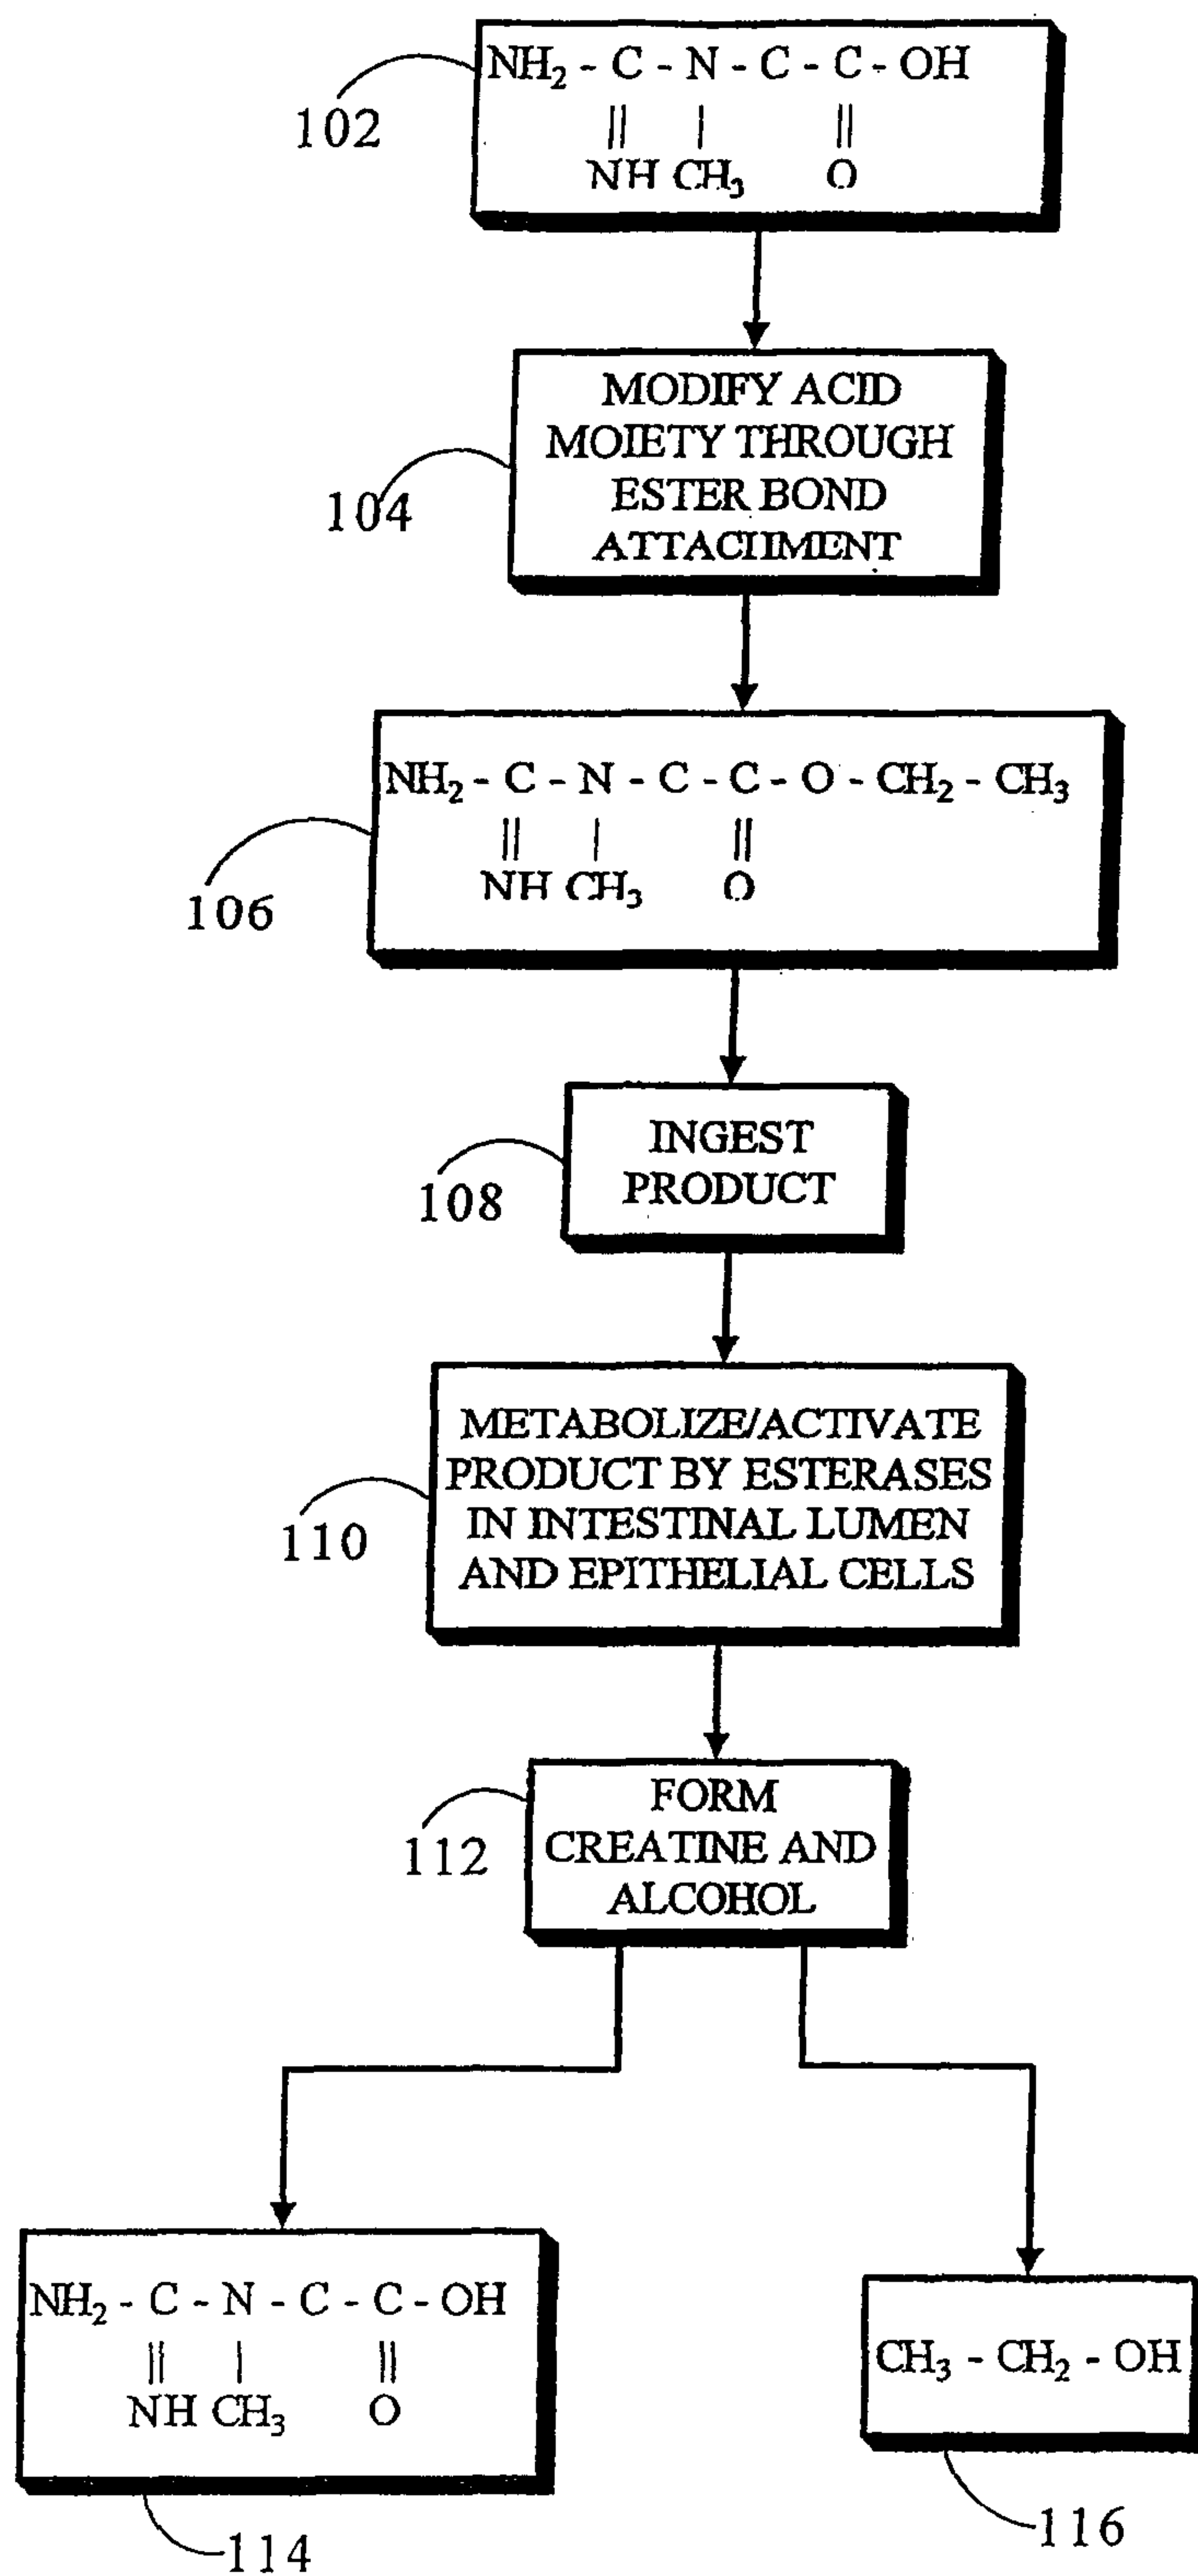 NH₂ - C - N - C - C - OH
|| | ||
NH CH₃ O
102
MODIFY ACID
MOIETY THROUGH
ESTER BOND
ATTACHMENT
104
NH₂ - C - N - C - C - O - CH₂ - CH₃
|| | ||
NH CH₃ O
106
INGEST
PRODUCT
108
METABOLIZE/ACTIVATE
PRODUCT BY ESTERASES
IN INTESTINAL LUMEN
AND EPITHELIAL CELLS
110
FORM
CREATINE AND
ALCOHOL
112
NH₂ - C - N - C - C - OH
|| | ||
NH CH₃ O
114
CH₃ - CH₂ - OH
116